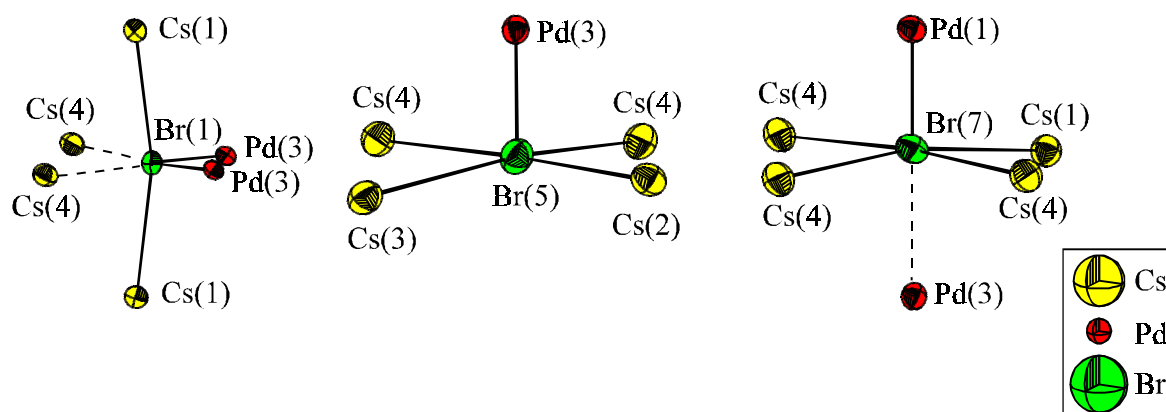 Cs(1)
Cs(4)
Br(1)
Pd(3)
Pd(3)
Cs(4)
Cs(1)
Pd(3)
Cs(4)
Cs(4)
Br(5)
Cs(3)
Cs(2)
Pd(1)
Cs(4)
Br(7)
Cs(1)
Cs(4)
Cs(4)
Pd(3)
Cs
Pd
Br